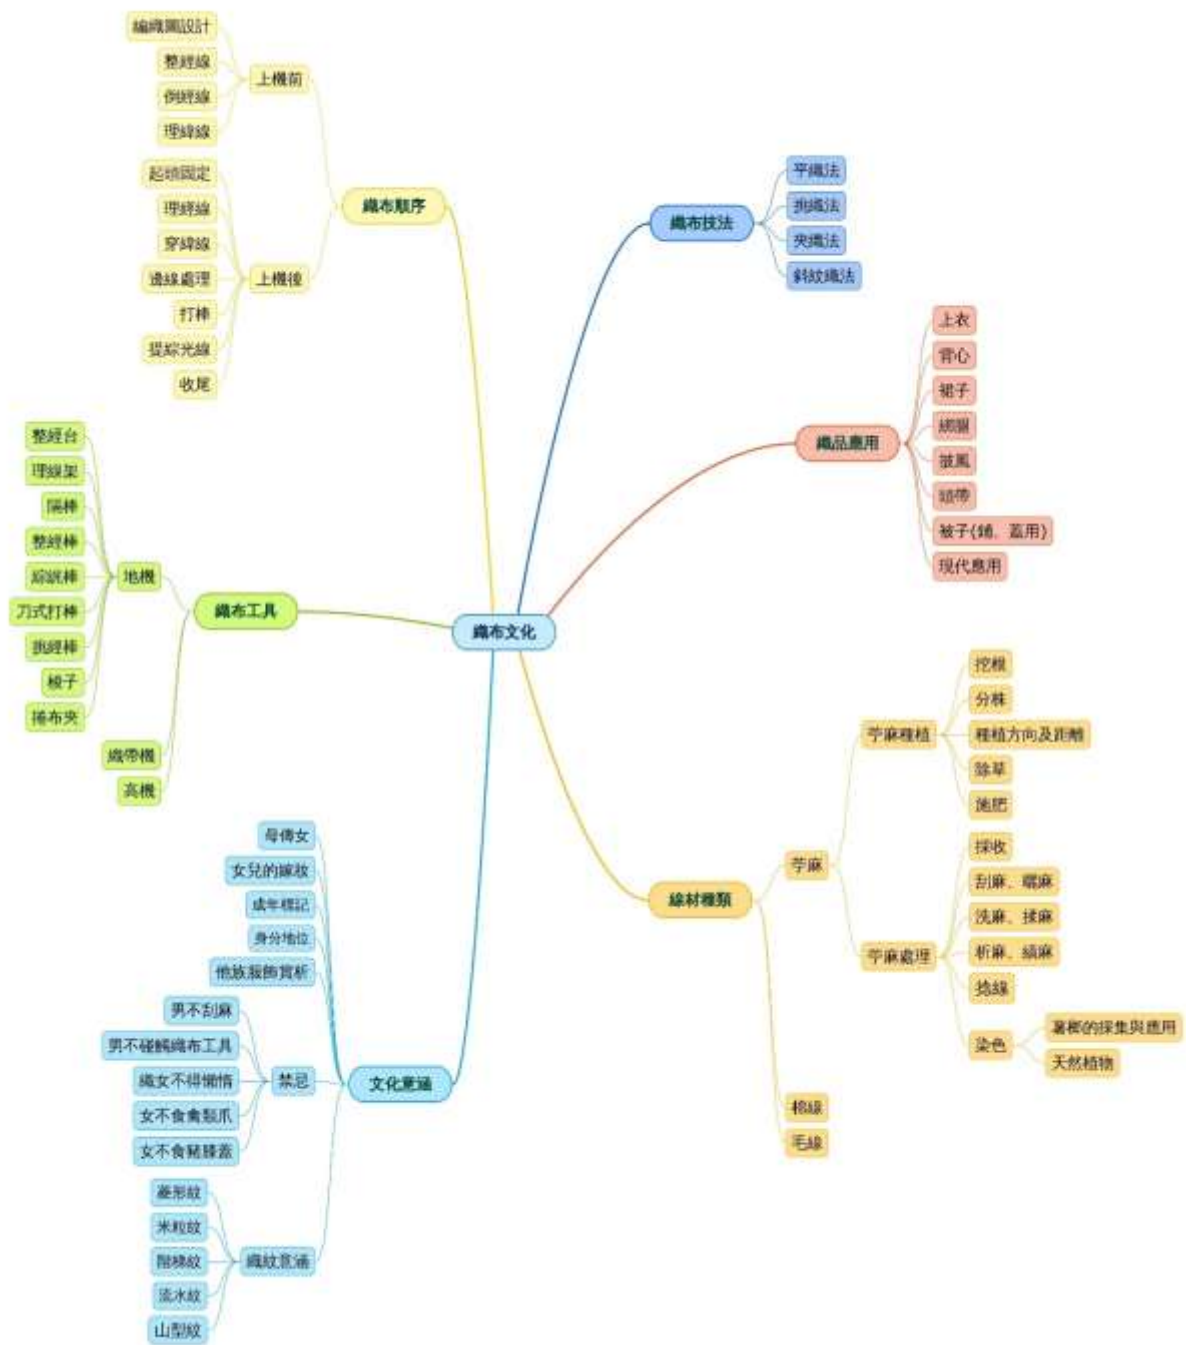 織布文化
織布順序
上機前
編織圖設計
整經線
倒經線
理緯線
上機後
起頭固定
理經線
穿緯線
邊緣處理
打棒
提綜光線
收尾
織布工具
地機
整經台
理線架
隔棒
整經棒
綜絖棒
刀式打棒
挑經棒
梭子
捲布夾
織帶機
高機
文化意涵
母傳女
女兒的嫁妝
成年標記
身分地位
他族服飾賞析
禁忌
男不刮麻
男不碰觸織布工具
織女不得懶惰
女不食禽類爪
女不食豬膝蓋
織紋意涵
菱形紋
米粒紋
階梯紋
流水紋
山型紋
織布技法
平織法
挑織法
夾織法
斜紋織法
織品應用
上衣
背心
裙子
綁腿
披風
頭帶
被子(鋪、蓋用)
現代應用
線材種類
苧麻
苧麻種植
挖根
分株
種植方向及距離
除草
施肥
苧麻處理
採收
刮麻、曬麻
洗麻、揉麻
析麻、績麻
捻線
染色
薯榔的採集與應用
天然植物
棉線
毛線